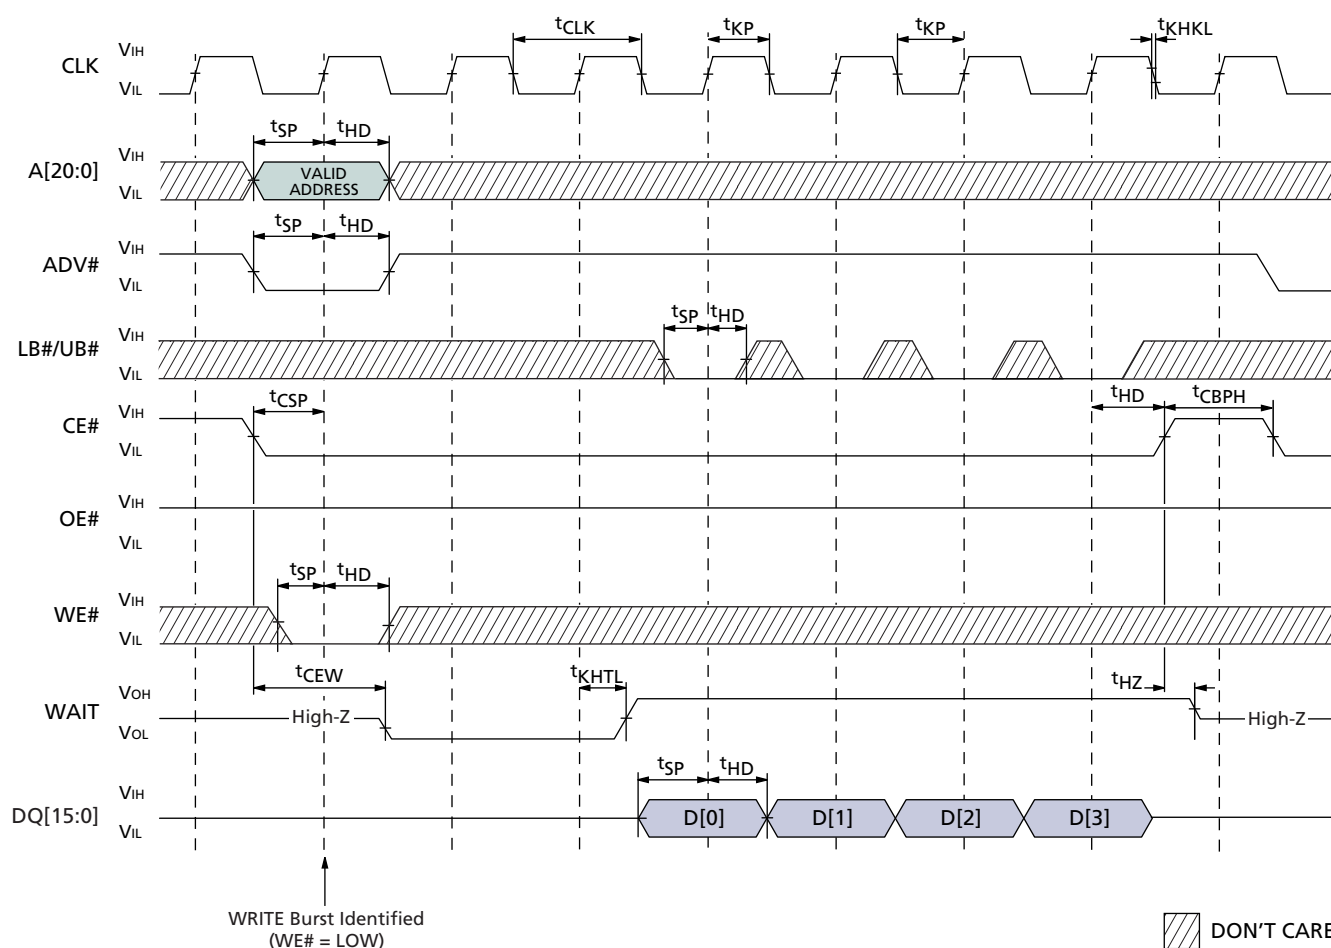 tCLK tKP tKP tKHKL
CLK VIH
VIL
tSP tHD
A[20:0] VIH
VIL
VALID
ADDRESS
tSP tHD
ADV# VIH
VIL
tSP tHD
LB#/UB# VIH
VIL
tCSP tHD tCBPH
CE# VIH
VIL
OE# VIH
VIL
tSP tHD
WE# VIH
VIL
tCEW tKHTL tHZ
WAIT VOH
VOL
High-Z High-Z
tSP tHD
DQ[15:0] VIH
VIL
D[0] D[1] D[2] D[3]
WRITE Burst Identified
(WE# = LOW)
DON'T CARE